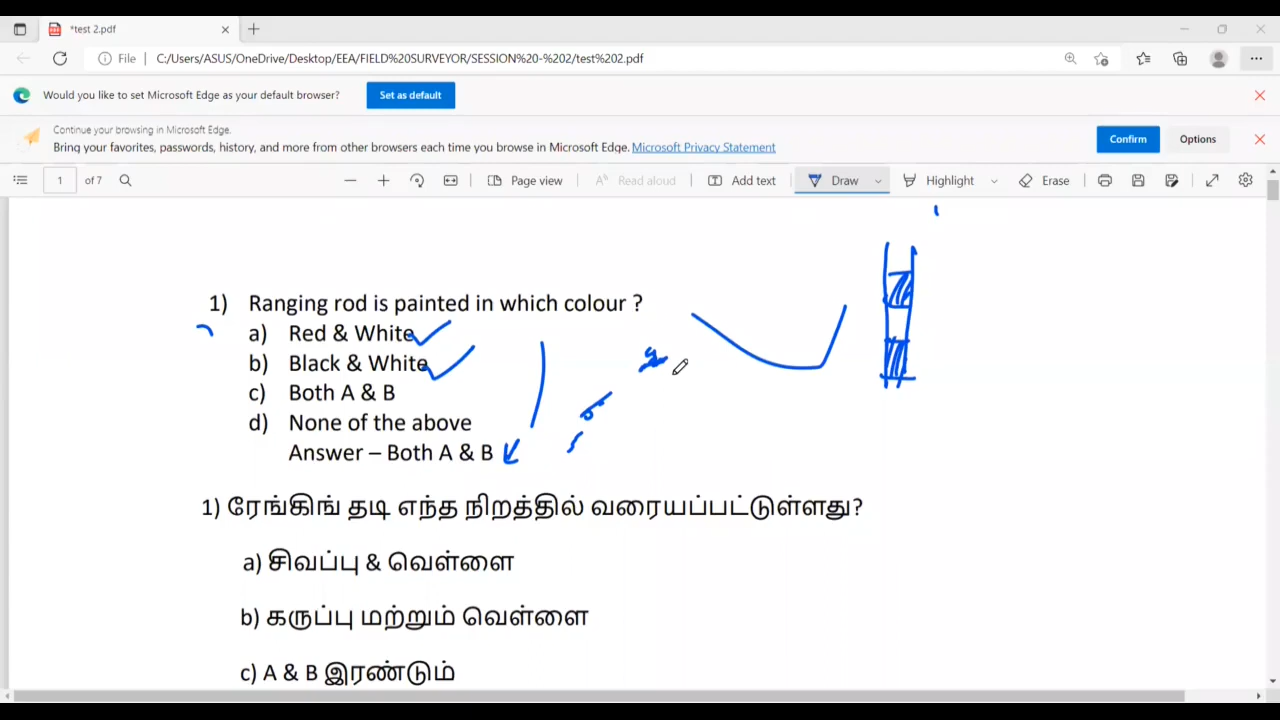 *test 2.pdf
File
C:/Users/ASUS/OneDrive/Desktop/EEA/FIELD%20SURVEYOR/SESSION%20-%202/test%202.pdf
Would you like to set Microsoft Edge as your default browser? Set as default
Continue your browsing in Microsoft Edge.
Bring your favorites, passwords, history, and more from other browsers each time you browse in Microsoft Edge. Microsoft Privacy Statement Confirm Options
1 of 7 Page view Read aloud Add text Draw Highlight Erase
1) Ranging rod is painted in which colour ?
a) Red & White
b) Black & White
c) Both A & B
d) None of the above
Answer – Both A & B
1) ரேங்கிங் தடி எந்த நிறத்தில் வரையப்பட்டுள்ளது?
a) சிவப்பு & வெள்ளை
b) கருப்பு மற்றும் வெள்ளை
c) A & B இரண்டும்